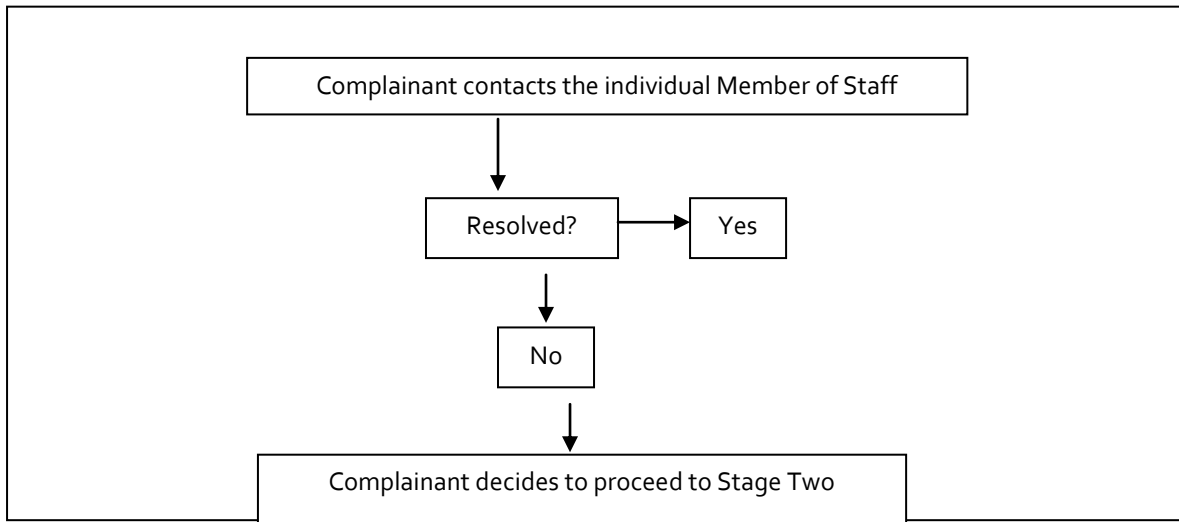 Complainant contacts the individual Member of Staff
Resolved?
Yes
No
Complainant decides to proceed to Stage Two